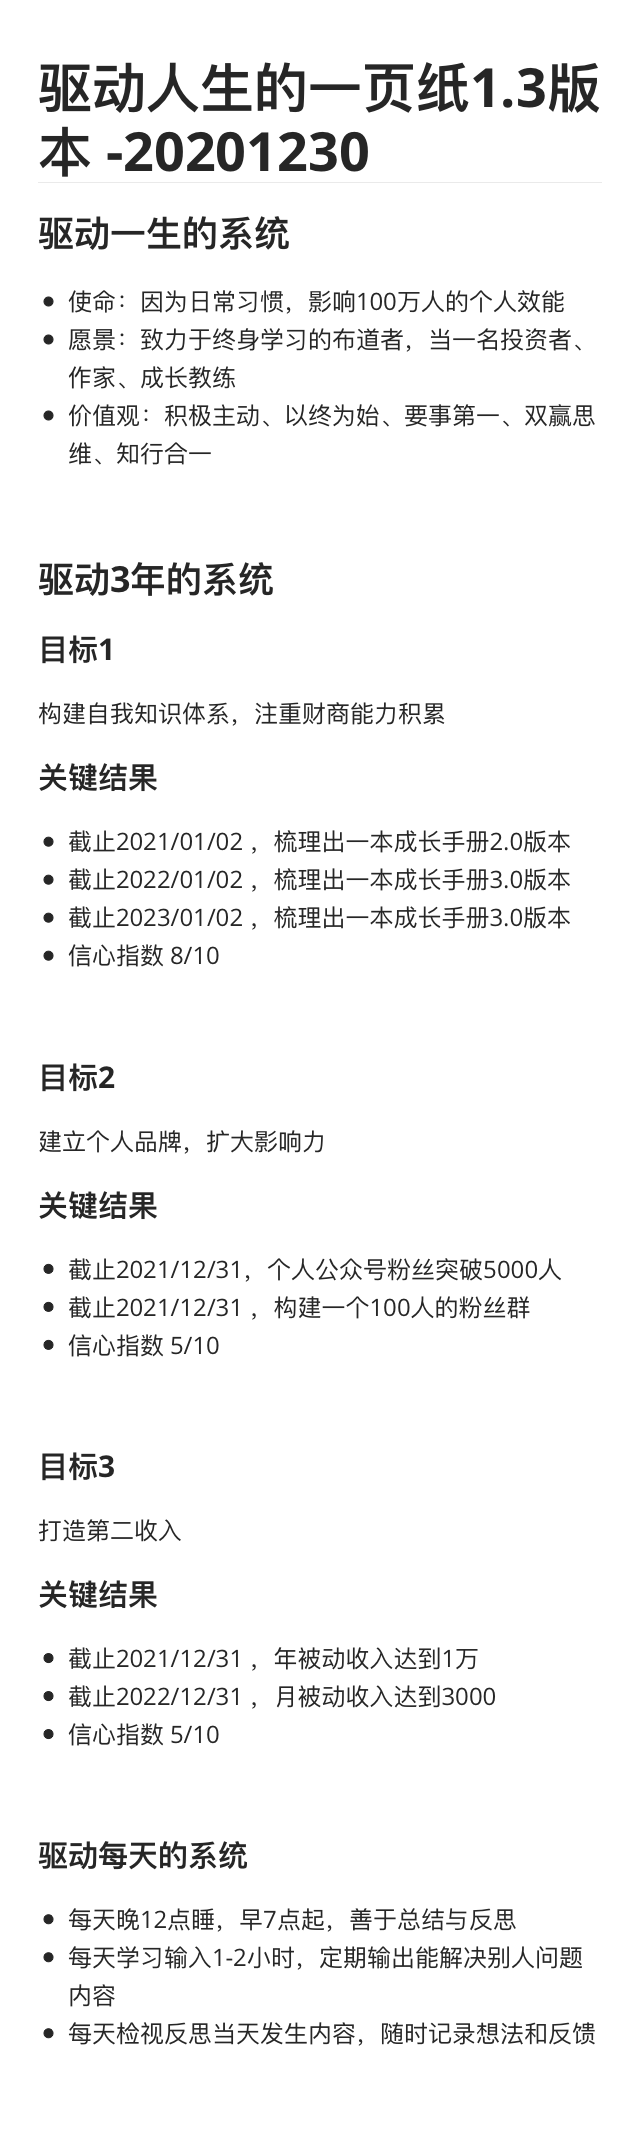 驱动人生的一页纸1.3版
本 -20201230
驱动一生的系统
使命：因为日常习惯，影响100万人的个人效能
愿景：致力于终身学习的布道者，当一名投资者、
作家、成长教练
价值观：积极主动、以终为始、要事第一、双赢思
维、知行合一
驱动3年的系统
目标1
构建自我知识体系，注重财商能力积累
关键结果
截止2021/01/02 ，梳理出一本成长手册2.0版本
截止2022/01/02 ，梳理出一本成长手册3.0版本
截止2023/01/02 ，梳理出一本成长手册3.0版本
信心指数 8/10
目标2
建立个人品牌，扩大影响力
关键结果
截止2021/12/31，个人公众号粉丝突破5000人
截止2021/12/31 ，构建一个100人的粉丝群
信心指数 5/10
目标3
打造第二收入
关键结果
截止2021/12/31 ，年被动收入达到1万
截止2022/12/31 ，月被动收入达到3000
信心指数 5/10
驱动每天的系统
每天晚12点睡，早7点起，善于总结与反思
每天学习输入1-2小时，定期输出能解决别人问题
内容
每天检视反思当天发生内容，随时记录想法和反馈